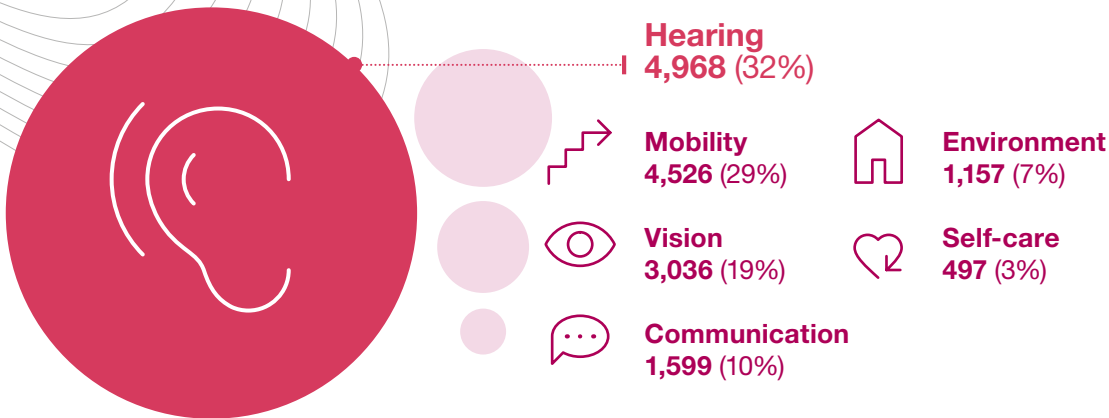 Hearing
4,968 (32%)
Mobility
4,526 (29%)
Environment
1,157 (7%)
Vision
3,036 (19%)
Self-care
497 (3%)
Communication
1,599 (10%)